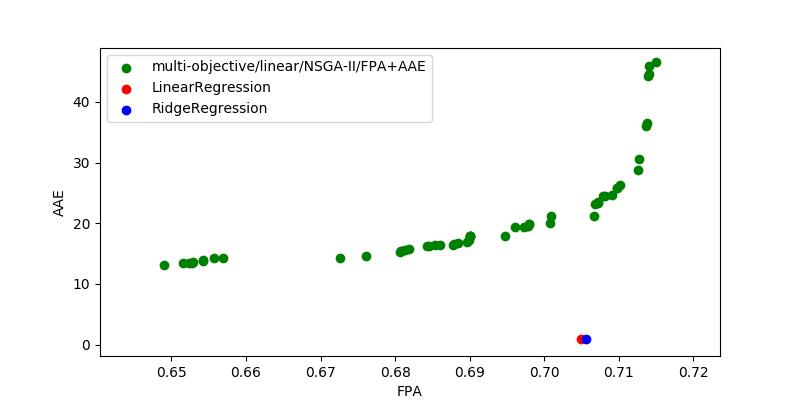 multi-objective/linear/NSGA-II/FPA+AAE
LinearRegression
RidgeRegression
AAE
40
30
20
10
0
0.65 0.66 0.67 0.68 0.69 0.70 0.71 0.72
FPA